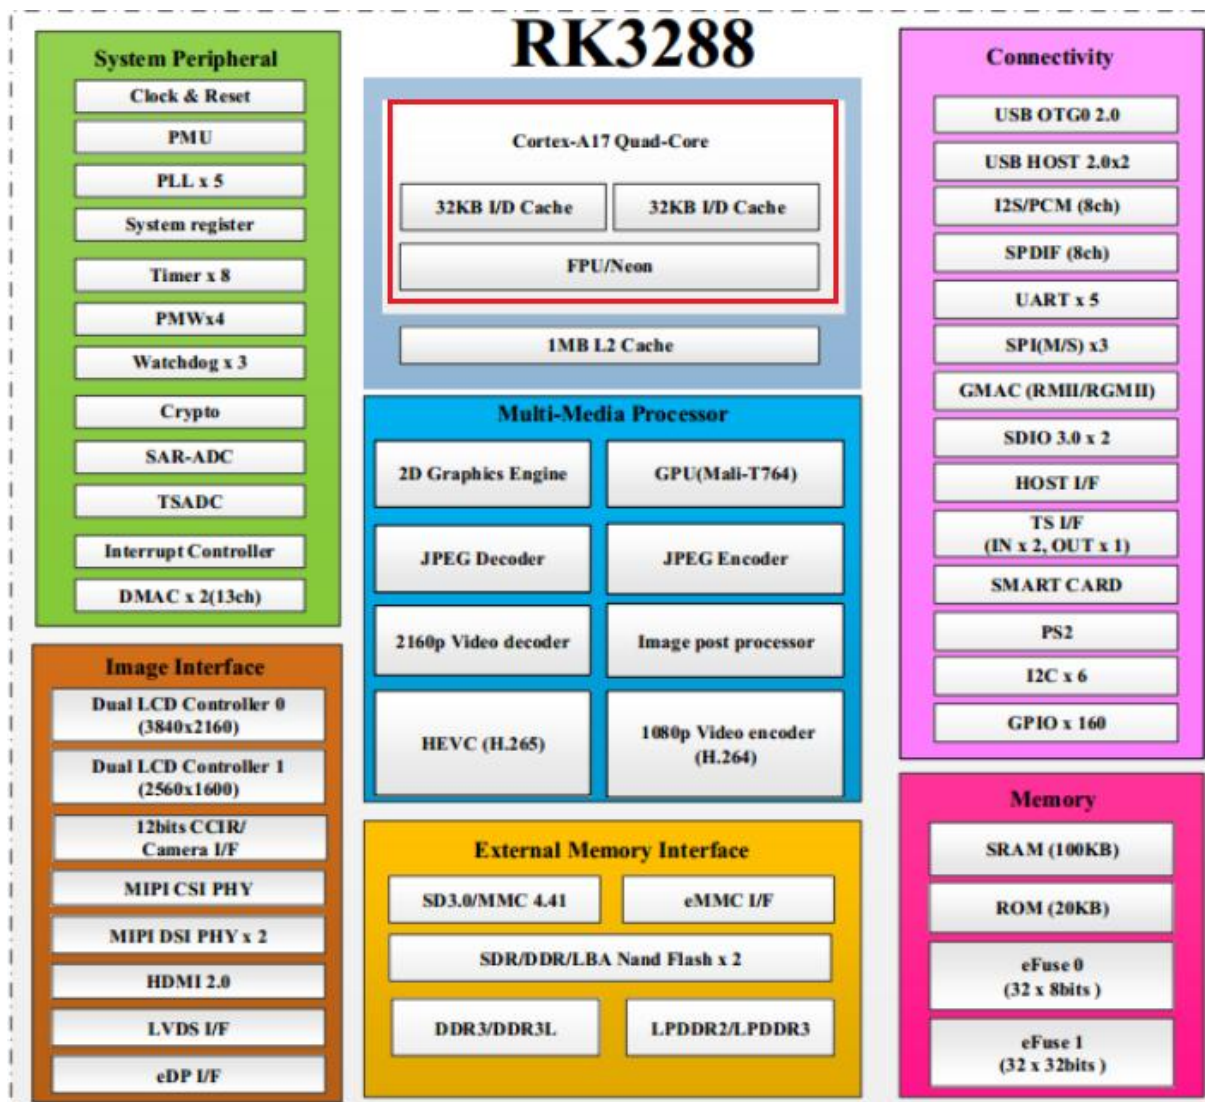 RK3288
System Peripheral
Clock & Reset
PMU
PLL x 5
System register
Timer x 8
PMWx4
Watchdog x 3
Crypto
SAR-ADC
TSADC
Interrupt Controller
DMAC x 2(13ch)
Image Interface
Dual LCD Controller 0
(3840x2160)
Dual LCD Controller 1
(2560x1600)
12bits CCIR/
Camera I/F
MIPI CSI PHY
MIPI DSI PHY x 2
HDMI 2.0
LVDS I/F
eDP I/F
Cortex-A17 Quad-Core
32KB I/D Cache
32KB I/D Cache
FPU/Neon
1MB L2 Cache
Multi-Media Processor
2D Graphics Engine
GPU(Mali-T764)
JPEG Decoder
JPEG Encoder
2160p Video decoder
Image post processor
HEVC (H.265)
1080p Video encoder
(H.264)
External Memory Interface
SD3.0/MMC 4.41
eMMC I/F
SDR/DDR/LBA Nand Flash x 2
DDR3/DDR3L
LPDDR2/LPDDR3
Connectivity
USB OTG0 2.0
USB HOST 2.0x2
I2S/PCM (8ch)
SPDIF (8ch)
UART x 5
SPI(M/S) x3
GMAC (RMII/RGMII)
SDIO 3.0 x 2
HOST I/F
TS I/F
(IN x 2, OUT x 1)
SMART CARD
PS2
I2C x 6
GPIO x 160
Memory
SRAM (100KB)
ROM (20KB)
eFuse 0
(32 x 8bits )
eFuse 1
(32 x 32bits )